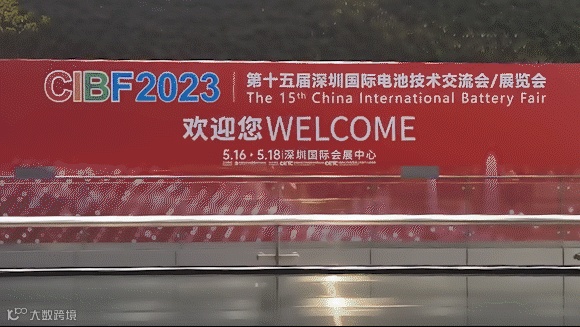 CIBF2023 第十五届深圳国际电池技术交流会/展览会
The 15th China International Battery Fair
欢迎您WELCOME
5.16 - 5.18 深圳国际会展中心
大数跨境